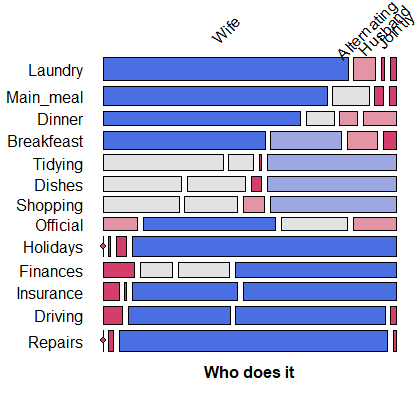 Wife
Alternating
Husband
Jointly
Laundry
Main_meal
Dinner
Breakfeast
Tidying
Dishes
Shopping
Official
Holidays
Finances
Insurance
Driving
Repairs
Who does it